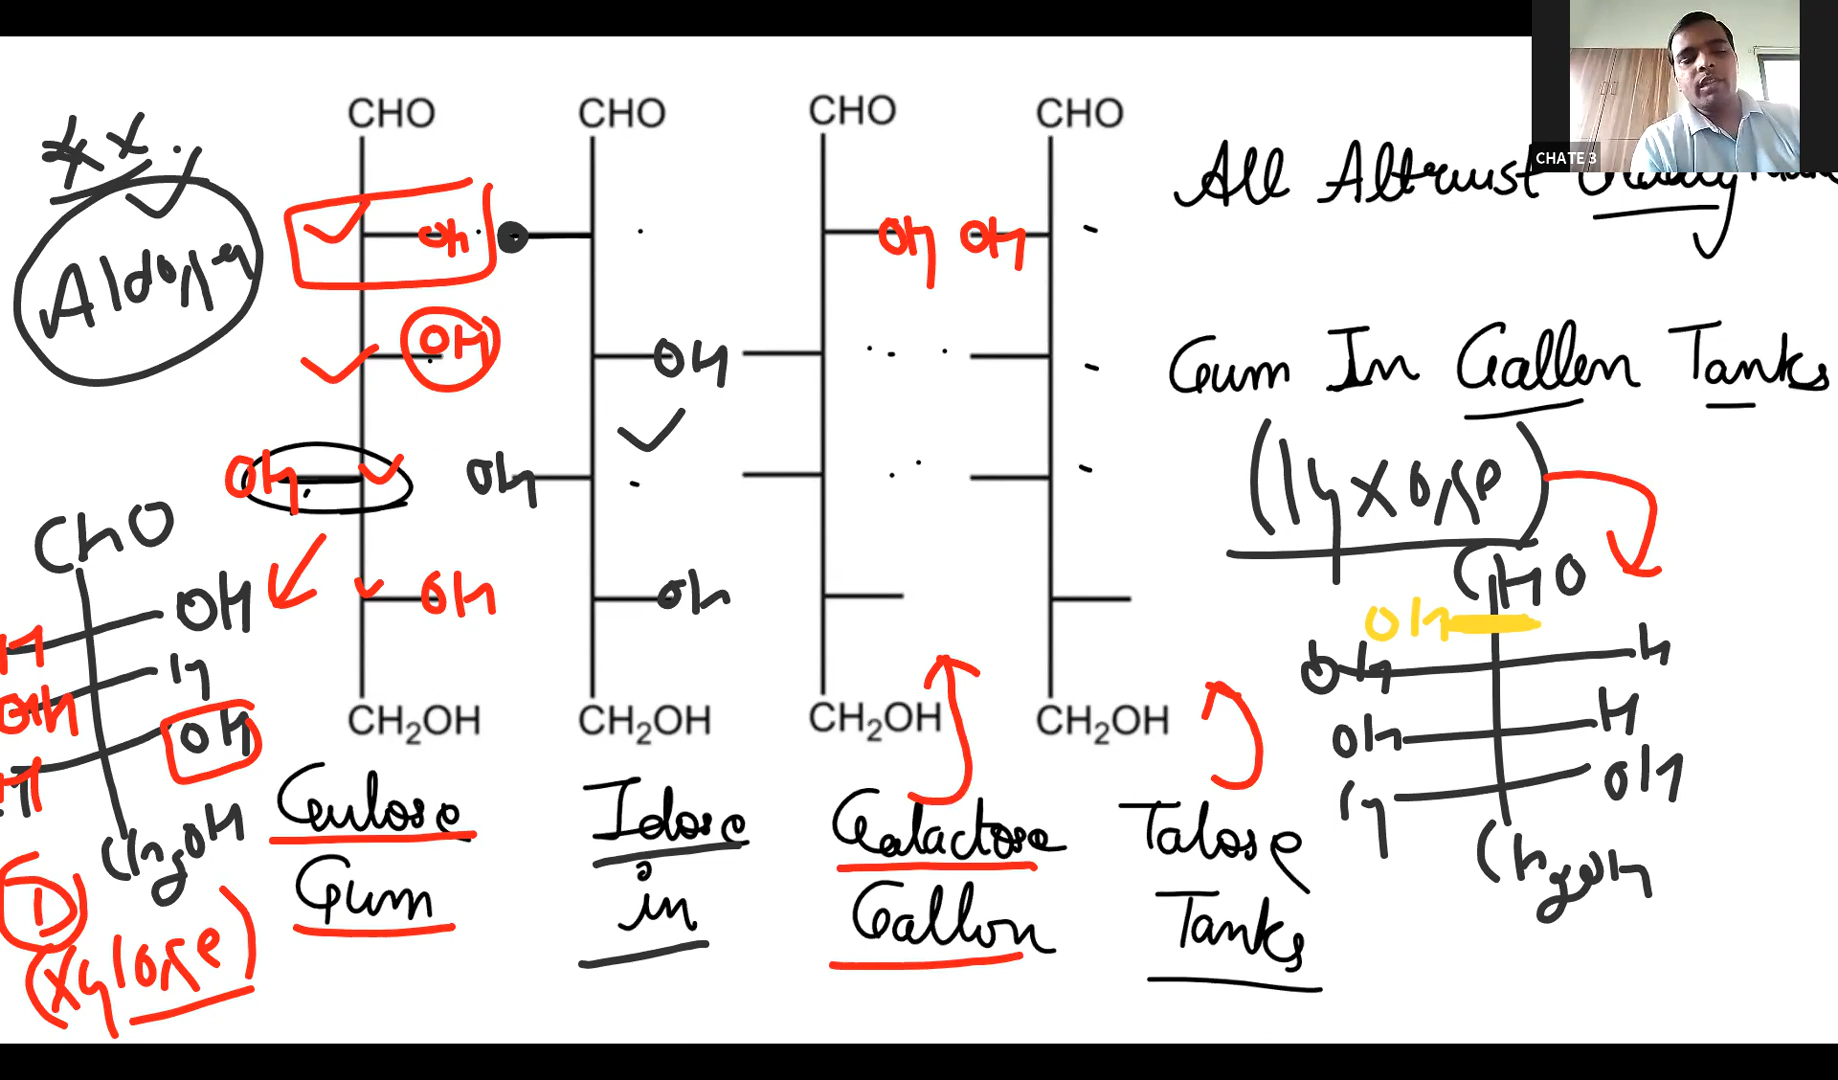 CHATE 3
All Altruist
Gum In Gallen Tanks
(lyxose)
Aldohex
CHO CHO CHO CHO
OH OH OH
OH OH
OH OH
OH OH
CH₂OH CH₂OH CH₂OH CH₂OH
Gulose Idose Galactose Talose
Gum in Gallon Tanks
CHO
OH
H H
OH OH
H
CH₂OH
D
(xylose)
CHO
OH
OH H
OH H
H OH
CH₂OH